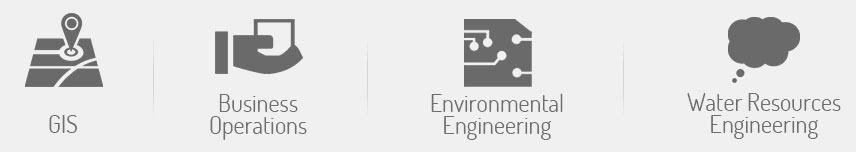 GIS
Business
Operations
Environmental
Engineering
Water Resources
Engineering